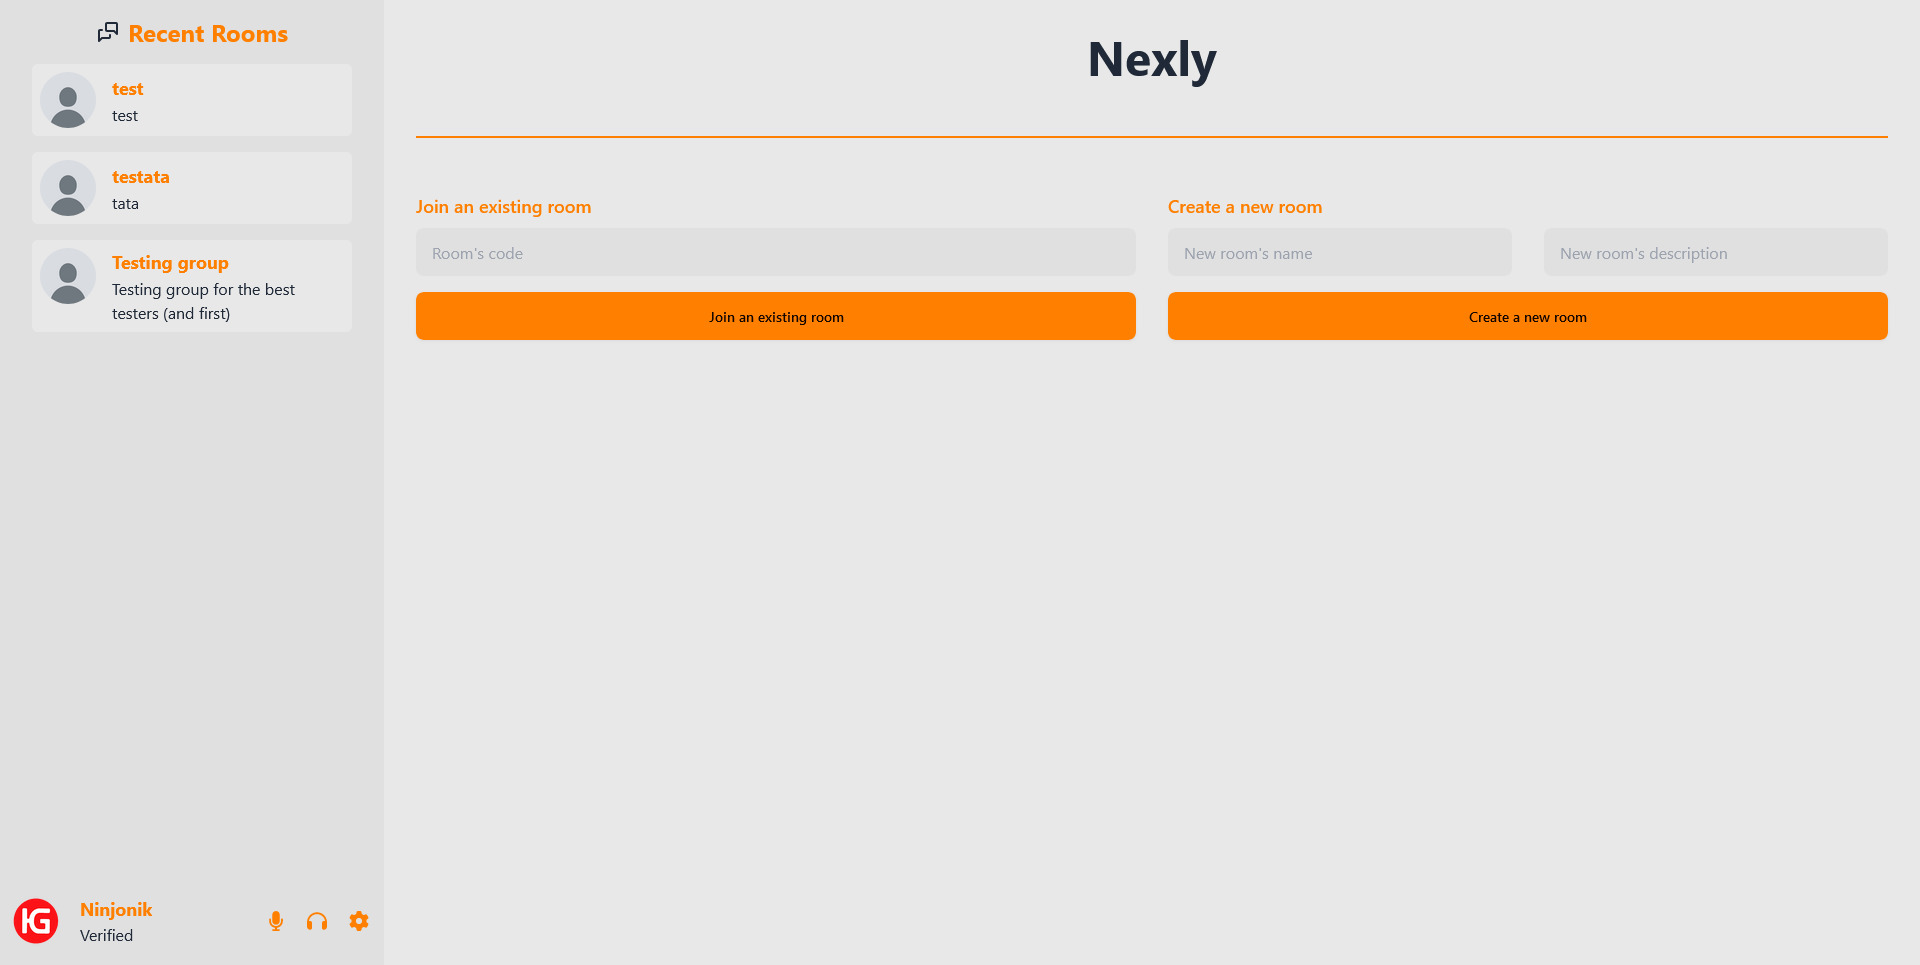 Recent Rooms
test
test
testata
tata
Testing group
Testing group for the best
testers (and first)
IG
Ninjonik
Verified
Nexly
Join an existing room
Room's code
Join an existing room
Create a new room
New room's name
New room's description
Create a new room